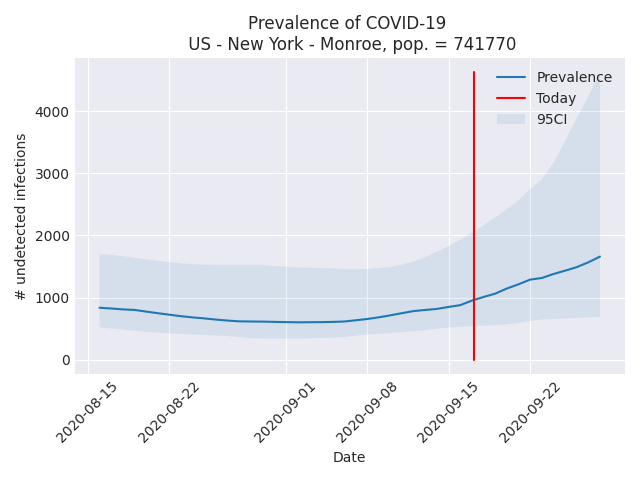 Prevalence of COVID-19
US - New York - Monroe, pop. = 741770
Prevalence
Today
95CI
# undetected infections
4000
3000
2000
1000
0
2020-08-15
2020-08-22
2020-09-01
2020-09-08
2020-09-15
2020-09-22
Date